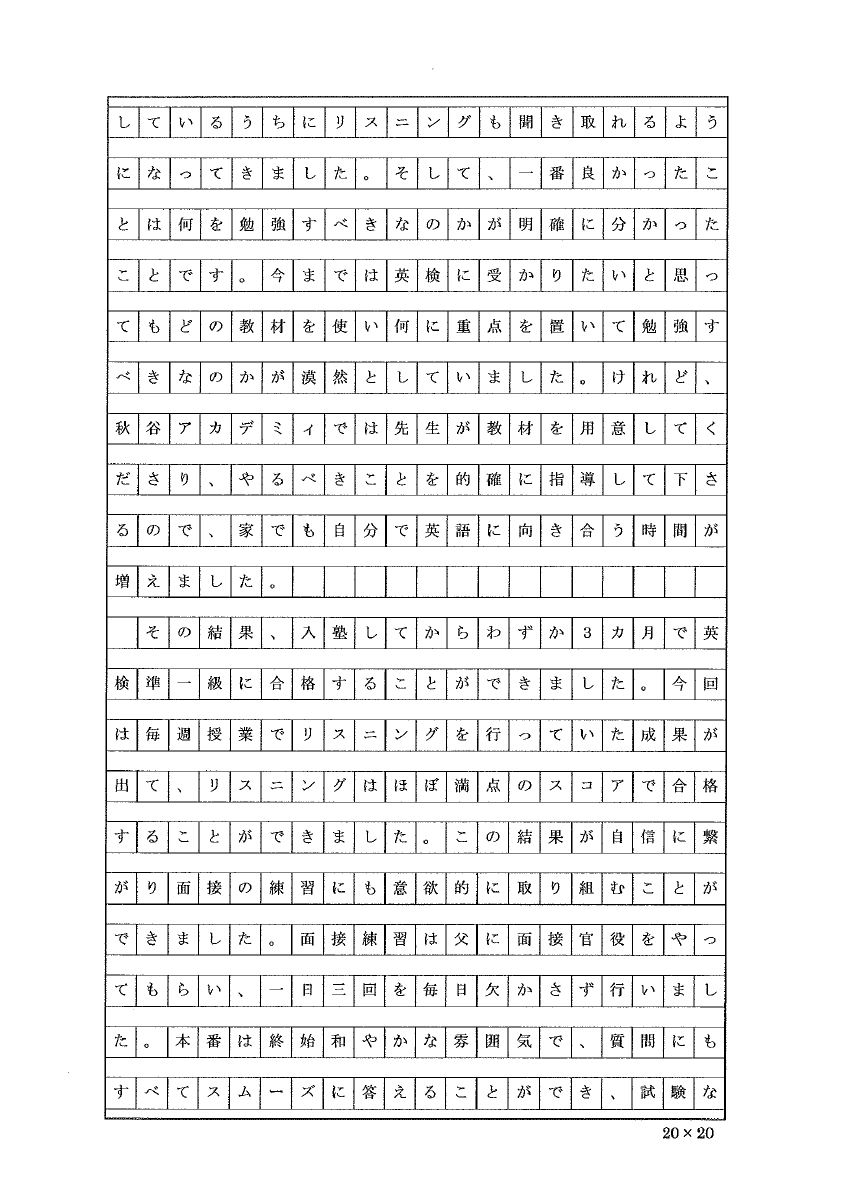 しているうちにリスニングも聞き取れるよう
になってきました。そして、一番良かったこ
とは何を勉強すべきなのかが明確に分かった
ことです。今までは英検に受かりたいと思っ
てもどの教材を使い何に重点を置いて勉強す
べきなのかが漠然としていました。けれど、
秋谷アカデミィでは先生が教材を用意してく
ださり、やるべきことを的確に指導して下さ
るので、家でも自分で英語に向き合う時間が
増えました。
その結果、入塾してからわずか3カ月で英
検準一級に合格することができました。今回
は毎週授業でリスニングを行っていた成果が
出て、リスニングはほぼ満点のスコアで合格
することができました。この結果が自信に繋
がり面接の練習にも意欲的に取り組むことが
できました。面接練習は父に面接官役をやっ
てもらい、一日三回を毎日欠かさず行いまし
た。本番は終始和やかな雰囲気で、質問にも
すべてスムーズに答えることができ、試験な
20×20